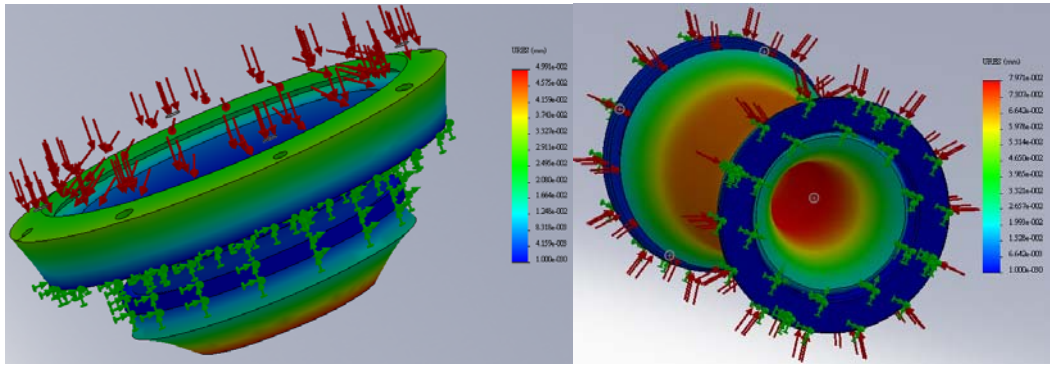 URES (mm)
4.991e-002
4.575e-002
4.159e-002
3.743e-002
3.327e-002
2.911e-002
2.495e-002
2.080e-002
1.664e-002
1.248e-002
8.318e-003
4.159e-003
1.000e-030
URES (mm)
7.971e-002
7.307e-002
6.642e-002
5.978e-002
5.314e-002
4.650e-002
3.985e-002
3.321e-002
2.657e-002
1.993e-002
1.328e-002
6.642e-003
1.000e-030